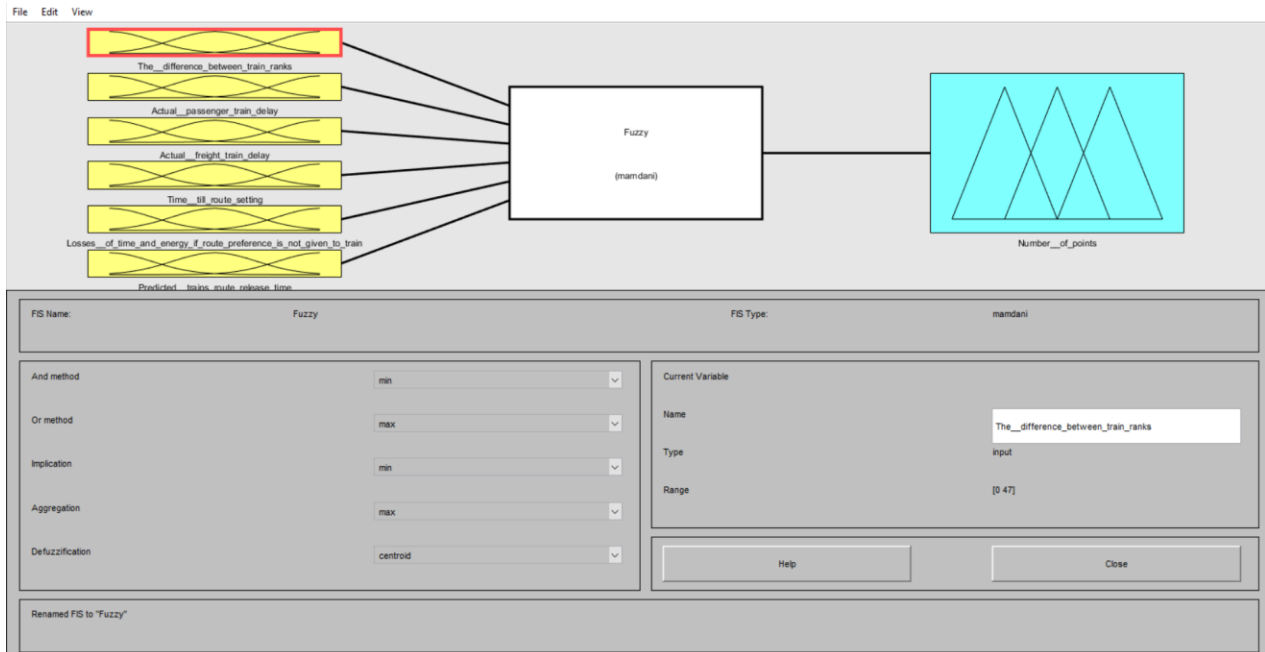 File Edit View
The__difference_between_train_ranks
Actual__passenger_train_delay
Actual__freight_train_delay
Time__till_route_setting
Losses__of_time_and_energy_if_route_preference_is_not_given_to_train
Predicted__trains_route_release_time
Fuzzy
(mamdani)
Number__of_points
FIS Name: Fuzzy FIS Type: mamdani
And method min
Or method max
Implication min
Aggregation max
Defuzzification centroid
Current Variable
Name The__difference_between_train_ranks
Type input
Range [0 47]
Help Close
Renamed FIS to "Fuzzy"